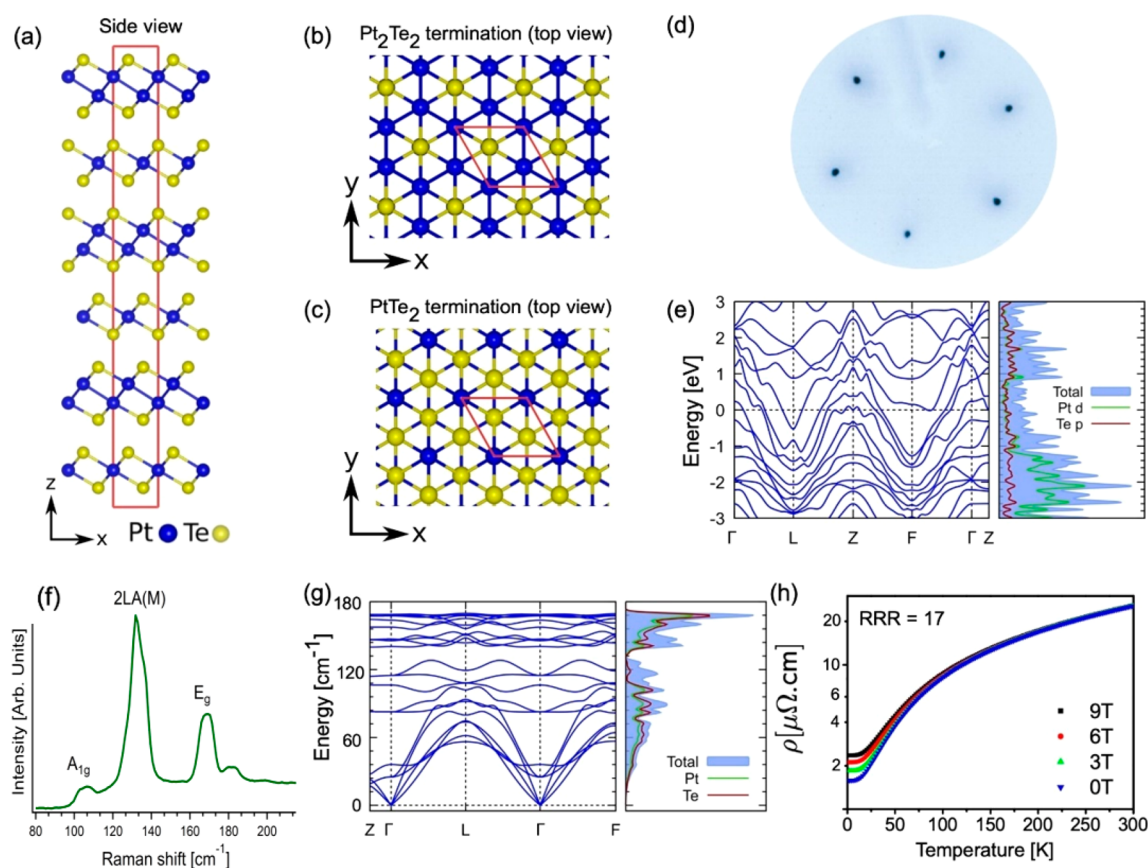 (a)
Side view
z
x
Pt Te
(b)
Pt2Te2 termination (top view)
y
x
(c)
PtTe2 termination (top view)
y
x
(d)
(e)
Energy [eV]
3
2
1
0
-1
-2
-3
Γ L Z F Γ Z
Total
Pt d
Te p
(f)
Intensity [Arb. Units]
A1g
2LA(M)
Eg
80 100 120 140 160 180 200
Raman shift [cm-1]
(g)
Energy [cm-1]
180
120
60
0
Z Γ L Γ F
Total
Pt
Te
(h)
RRR = 17
ρ[μΩ.cm]
20
6
4
2
9T
6T
3T
0T
0 50 100 150 200 250 300
Temperature [K]